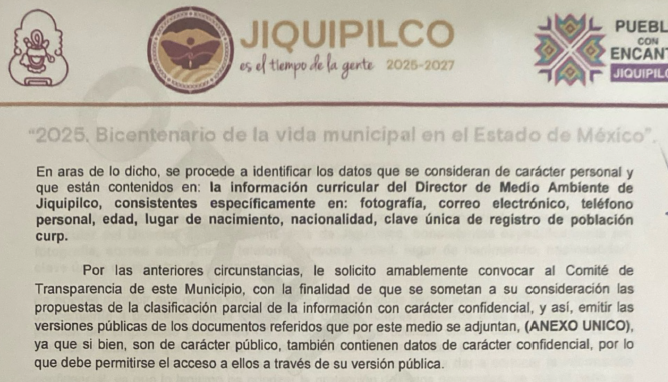 JIQUIPILCO
es el tiempo de la gente 2025-2027
PUEBL
CON
ENCANT
JIQUIPILC
"2025, Bicentenario de la vida municipal en el Estado de México".
En aras de lo dicho, se procede a identificar los datos que se consideran de carácter personal y
que están contenidos en: la información curricular del Director de Medio Ambiente de
Jiquipilco, consistentes específicamente en: fotografía, correo electrónico, teléfono
personal, edad, lugar de nacimiento, nacionalidad, clave única de registro de población
curp.
Por las anteriores circunstancias, le solicito amablemente convocar al Comité de
Transparencia de este Municipio, con la finalidad de que se sometan a su consideración las
propuestas de la clasificación parcial de la información con carácter confidencial, y así, emitir las
versiones públicas de los documentos referidos que por este medio se adjuntan, (ANEXO UNICO),
ya que si bien, son de carácter público, también contienen datos de carácter confidencial, por lo
que debe permitirse el acceso a ellos a través de su versión pública.